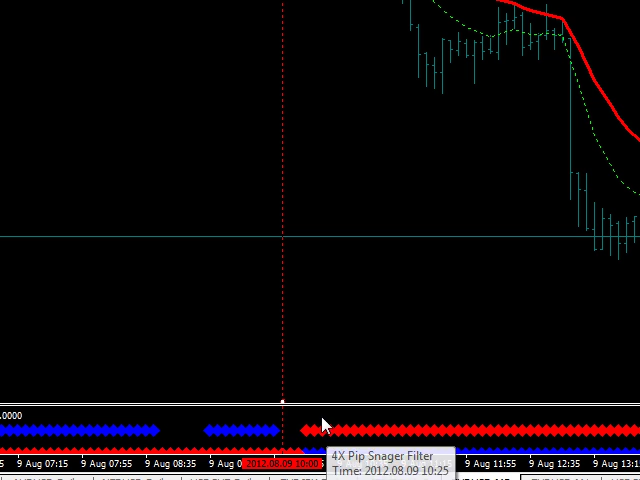 .0000
9 Aug 07:15
9 Aug 07:55
9 Aug 08:35
9 Aug 0
2012.08.09 10:00
9 Aug 11:55
9 Aug 12:35
9 Aug 13:1
4X Pip Snager Filter
Time: 2012.08.09 10:25